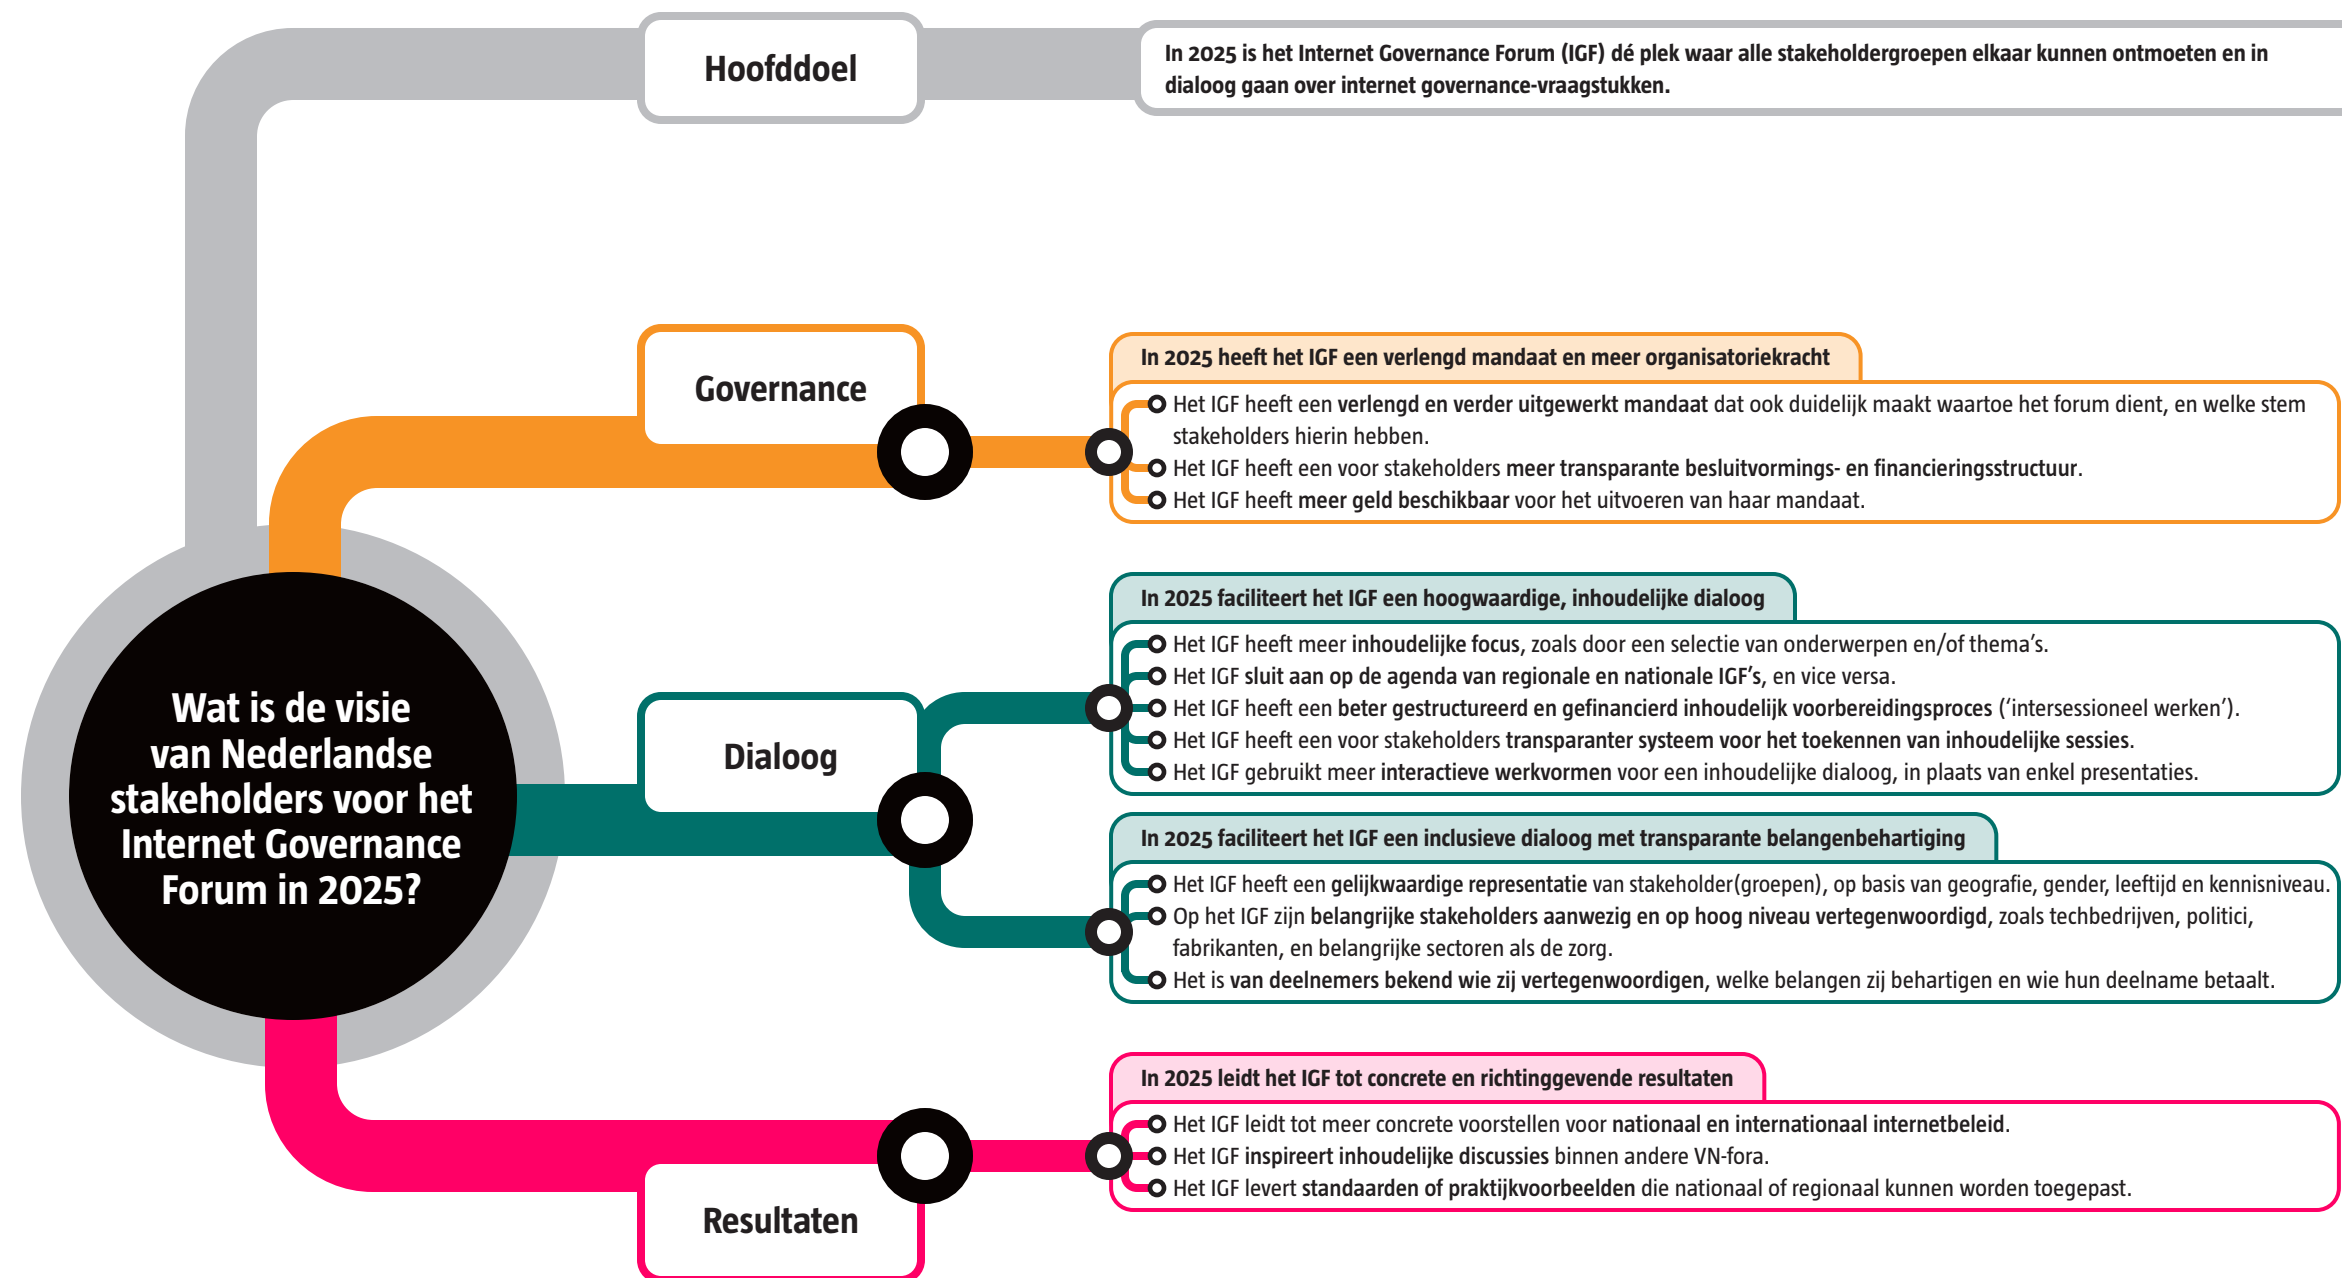 Hoofddoel
In 2025 is het Internet Governance Forum (IGF) dé plek waar alle stakeholdergroepen elkaar kunnen ontmoeten en in
dialoog gaan over internet governance-vraagstukken.
Wat is de visie
van Nederlandse
stakeholders voor het
Internet Governance
Forum in 2025?
Governance
In 2025 heeft het IGF een verlengd mandaat en meer organisatoriekracht
Het IGF heeft een verlengd en verder uitgewerkt mandaat dat ook duidelijk maakt waartoe het forum dient, en welke stem
stakeholders hierin hebben.
Het IGF heeft een voor stakeholders meer transparante besluitvormings- en financieringsstructuur.
Het IGF heeft meer geld beschikbaar voor het uitvoeren van haar mandaat.
Dialoog
In 2025 faciliteert het IGF een hoogwaardige, inhoudelijke dialoog
Het IGF heeft meer inhoudelijke focus, zoals door een selectie van onderwerpen en/of thema’s.
Het IGF sluit aan op de agenda van regionale en nationale IGF’s, en vice versa.
Het IGF heeft een beter gestructureerd en gefinancierd inhoudelijk voorbereidingsproces (‘intersessioneel werken’).
Het IGF heeft een voor stakeholders transparanter systeem voor het toekennen van inhoudelijke sessies.
Het IGF gebruikt meer interactieve werkvormen voor een inhoudelijke dialoog, in plaats van enkel presentaties.
In 2025 faciliteert het IGF een inclusieve dialoog met transparante belangenbehartiging
Het IGF heeft een gelijkwaardige representatie van stakeholder(groepen), op basis van geografie, gender, leeftijd en kennisniveau.
Op het IGF zijn belangrijke stakeholders aanwezig en op hoog niveau vertegenwoordigd, zoals techbedrijven, politici,
fabrikanten, en belangrijke sectoren als de zorg.
Het is van deelnemers bekend wie zij vertegenwoordigen, welke belangen zij behartigen en wie hun deelname betaalt.
Resultaten
In 2025 leidt het IGF tot concrete en richtinggevende resultaten
Het IGF leidt tot meer concrete voorstellen voor nationaal en internationaal internetbeleid.
Het IGF inspireert inhoudelijke discussies binnen andere VN-fora.
Het IGF levert standaarden of praktijkvoorbeelden die nationaal of regionaal kunnen worden toegepast.